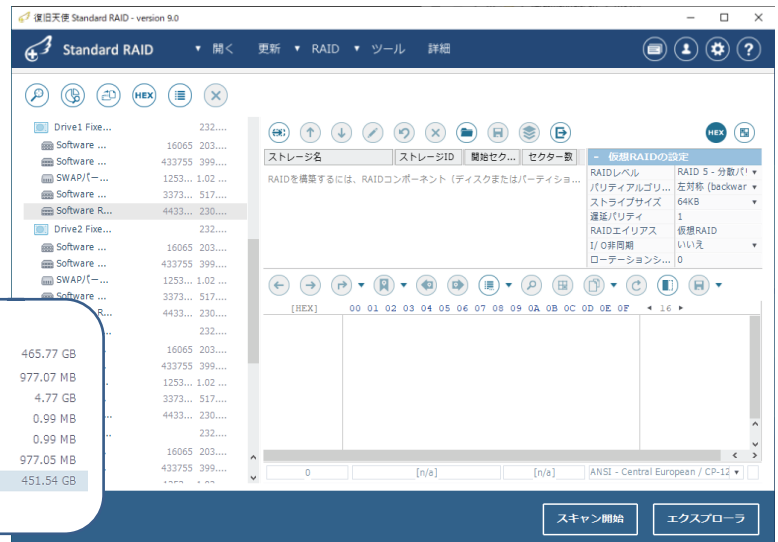 復旧天使 Standard RAID - version 9.0
Standard RAID ▼ 開く 更新 ▼ RAID ▼ ツール 詳細
HEX
HEX
Drive1 Fixe... 232....
Software ... 16065 203....
Software ... 433755 399....
SWAPパー... 1253... 1.02 ...
Software ... 3373... 517....
Software R... 4433... 230....
Drive2 Fixe... 232....
Software ... 16065 203....
Software ... 433755 399....
SWAPパー... 1253... 1.02 ...
Software ... 3373... 517....
R... 4433... 230....
232....
16065 203....
433755 399....
1253... 1.02 ...
3373... 517....
4433... 230....
232....
16065 203....
433755 399....
465.77 GB
977.07 MB
4.77 GB
0.99 MB
0.99 MB
977.05 MB
451.54 GB
ストレージ名 ストレージID 開始セク... セクター数
RAIDを構築するには、RAIDコンポーネント（ディスクまたはパーティショ...
- 仮想RAIDの設定
RAIDレベル RAID 5 - 分散パリ
パリティアルゴリ... 左対称 (backwar
ストライプサイズ 64KB
遅延パリティ 1
RAIDエイリアス 仮想RAID
I/O非同期 いいえ
ローテーションシ... 0
[HEX] 00 01 02 03 04 05 06 07 08 09 0A 0B 0C 0D 0E 0F 16
0 [n/a] [n/a] ANSI - Central European / CP-12
スキャン開始 エクスプローラ